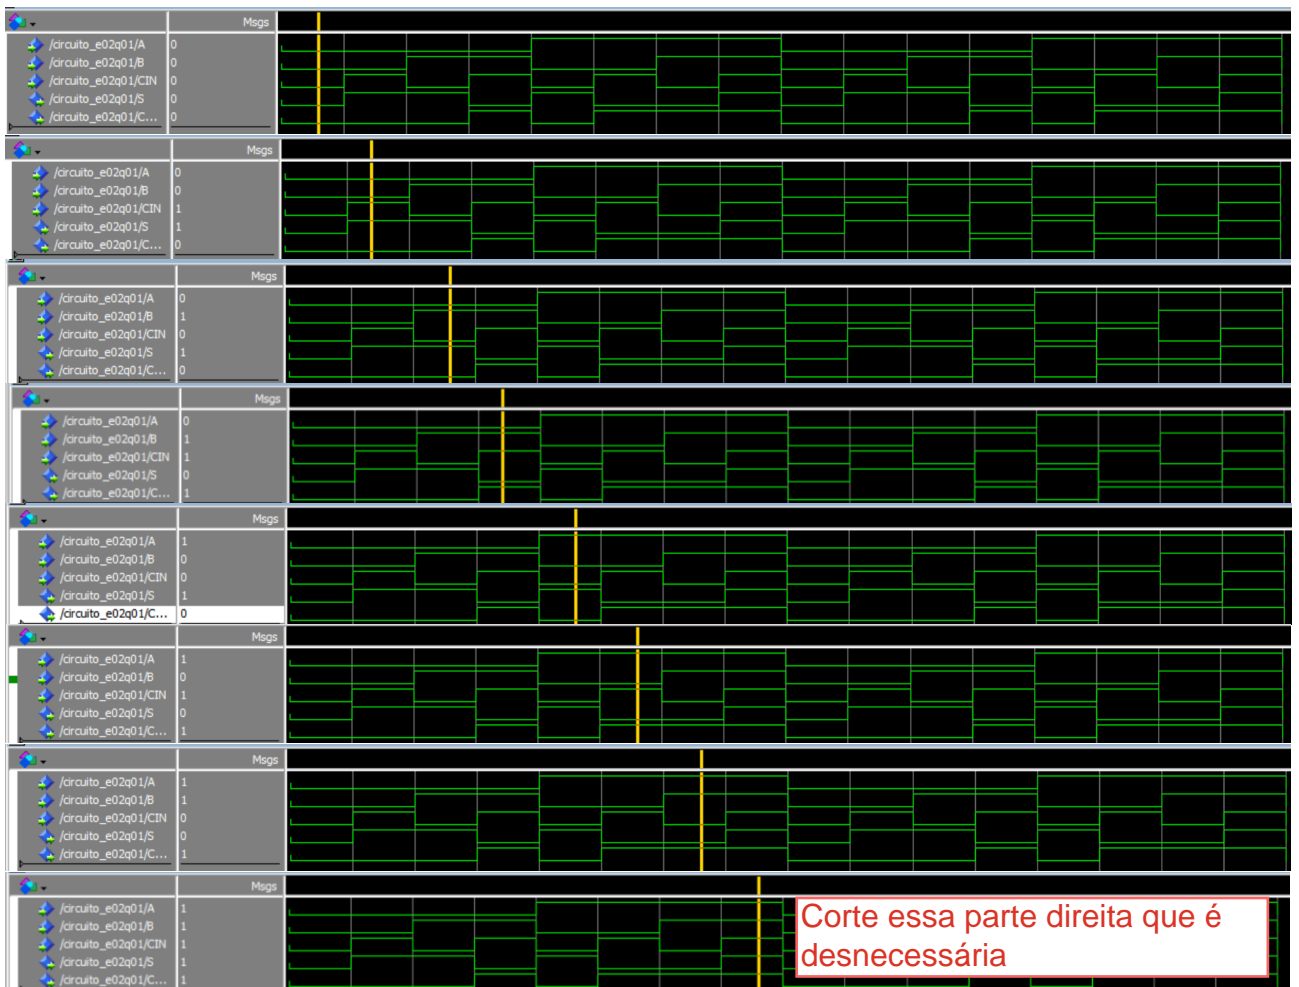 Msgs
/circuito_e02q01/A 0
/circuito_e02q01/B 0
/circuito_e02q01/CIN 0
/circuito_e02q01/S 0
/circuito_e02q01/C... 0
Msgs
/circuito_e02q01/A 0
/circuito_e02q01/B 0
/circuito_e02q01/CIN 1
/circuito_e02q01/S 1
/circuito_e02q01/C... 0
Msgs
/circuito_e02q01/A 0
/circuito_e02q01/B 1
/circuito_e02q01/CIN 0
/circuito_e02q01/S 1
/circuito_e02q01/C... 0
Msgs
/circuito_e02q01/A 0
/circuito_e02q01/B 1
/circuito_e02q01/CIN 1
/circuito_e02q01/S 0
/circuito_e02q01/C... 1
Msgs
/circuito_e02q01/A 1
/circuito_e02q01/B 0
/circuito_e02q01/CIN 0
/circuito_e02q01/S 1
/circuito_e02q01/C... 0
Msgs
/circuito_e02q01/A 1
/circuito_e02q01/B 0
/circuito_e02q01/CIN 1
/circuito_e02q01/S 0
/circuito_e02q01/C... 1
Msgs
/circuito_e02q01/A 1
/circuito_e02q01/B 1
/circuito_e02q01/CIN 0
/circuito_e02q01/S 0
/circuito_e02q01/C... 1
Msgs
/circuito_e02q01/A 1
/circuito_e02q01/B 1
/circuito_e02q01/CIN 1
/circuito_e02q01/S 1
/circuito_e02q01/C... 1
Corte essa parte direita que é
desnecessária